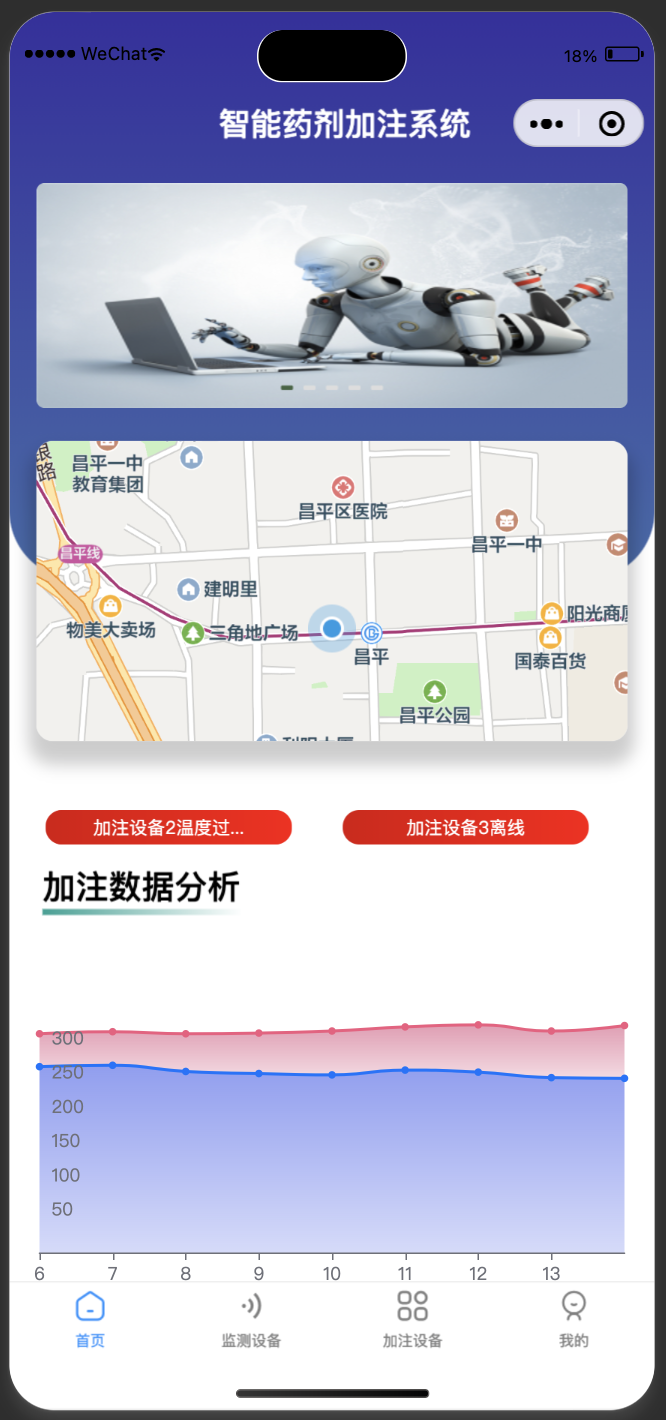 WeChat
18%
智能药剂加注系统
昌平一中
教育集团
昌平区医院
昌平一中
昌平线
建明里
阳光商厦
物美大卖场
三角地广场
昌平
国泰百货
昌平公园
加注设备2温度过...
加注设备3离线
加注数据分析
300
250
200
150
100
50
6 7 8 9 10 11 12 13
首页 监测设备 加注设备 我的